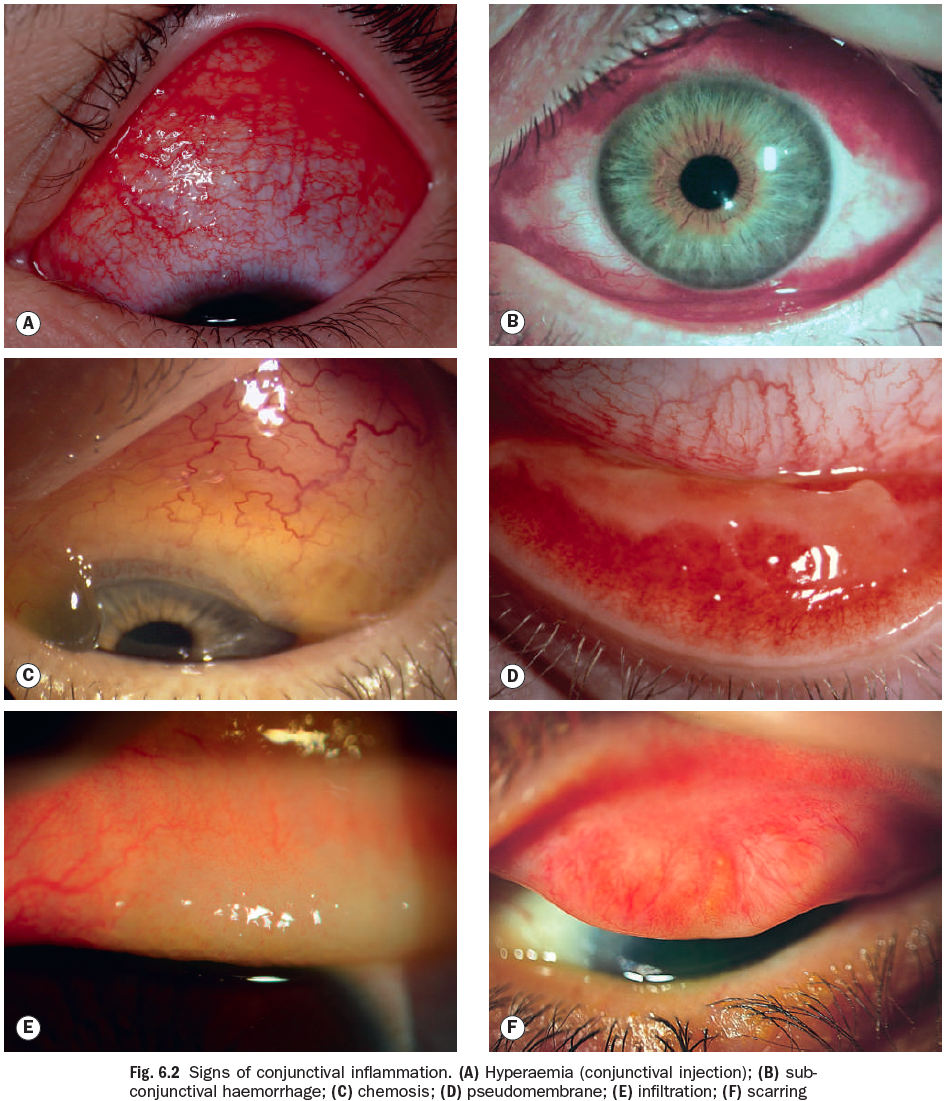 A
B
C
D
E
F
Fig. 6.2 Signs of conjunctival inflammation. (A) Hyperaemia (conjunctival injection); (B) sub-
conjunctival haemorrhage; (C) chemosis; (D) pseudomembrane; (E) infiltration; (F) scarring